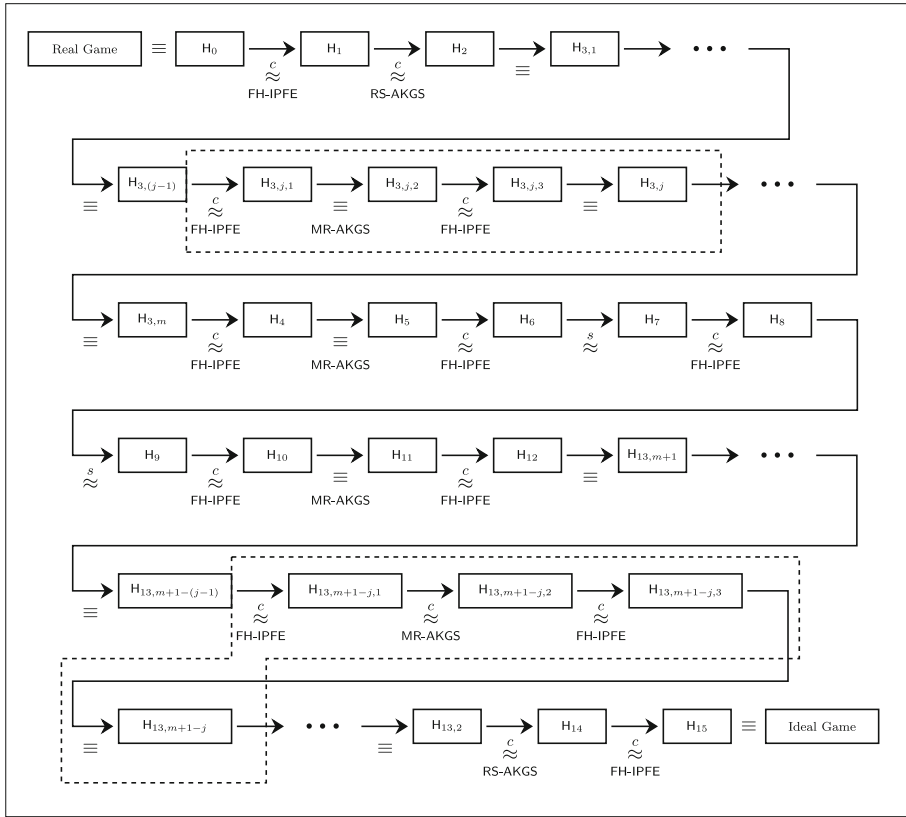 Real Game ≡ H₀ H₁ H₂ H₃,₁ • • •
c≈ c≈ ≡
FH-IPFE RS-AKGS
H₃,₍ⱼ₋₁₎ H₃,ⱼ,₁ H₃,ⱼ,₂ H₃,ⱼ,₃ H₃,ⱼ • • •
≡ c≈ ≡ c≈ ≡
FH-IPFE MR-AKGS FH-IPFE
H₃,ₘ H₄ H₅ H₆ H₇ H₈
≡ c≈ ≡ c≈ s≈ c≈
FH-IPFE MR-AKGS FH-IPFE FH-IPFE
H₉ H₁₀ H₁₁ H₁₂ H₁₃,ₘ₊₁ • • •
s≈ c≈ ≡ c≈ ≡
FH-IPFE MR-AKGS FH-IPFE
H₁₃,ₘ₊₁₋₍ⱼ₋₁₎ H₁₃,ₘ₊₁₋ⱼ,₁ H₁₃,ₘ₊₁₋ⱼ,₂ H₁₃,ₘ₊₁₋ⱼ,₃
≡ c≈ c≈ c≈
FH-IPFE MR-AKGS FH-IPFE
H₁₃,ₘ₊₁₋ⱼ • • • H₁₃,₂ H₁₄ H₁₅ ≡ Ideal Game
≡ ≡ c≈ c≈
RS-AKGS FH-IPFE